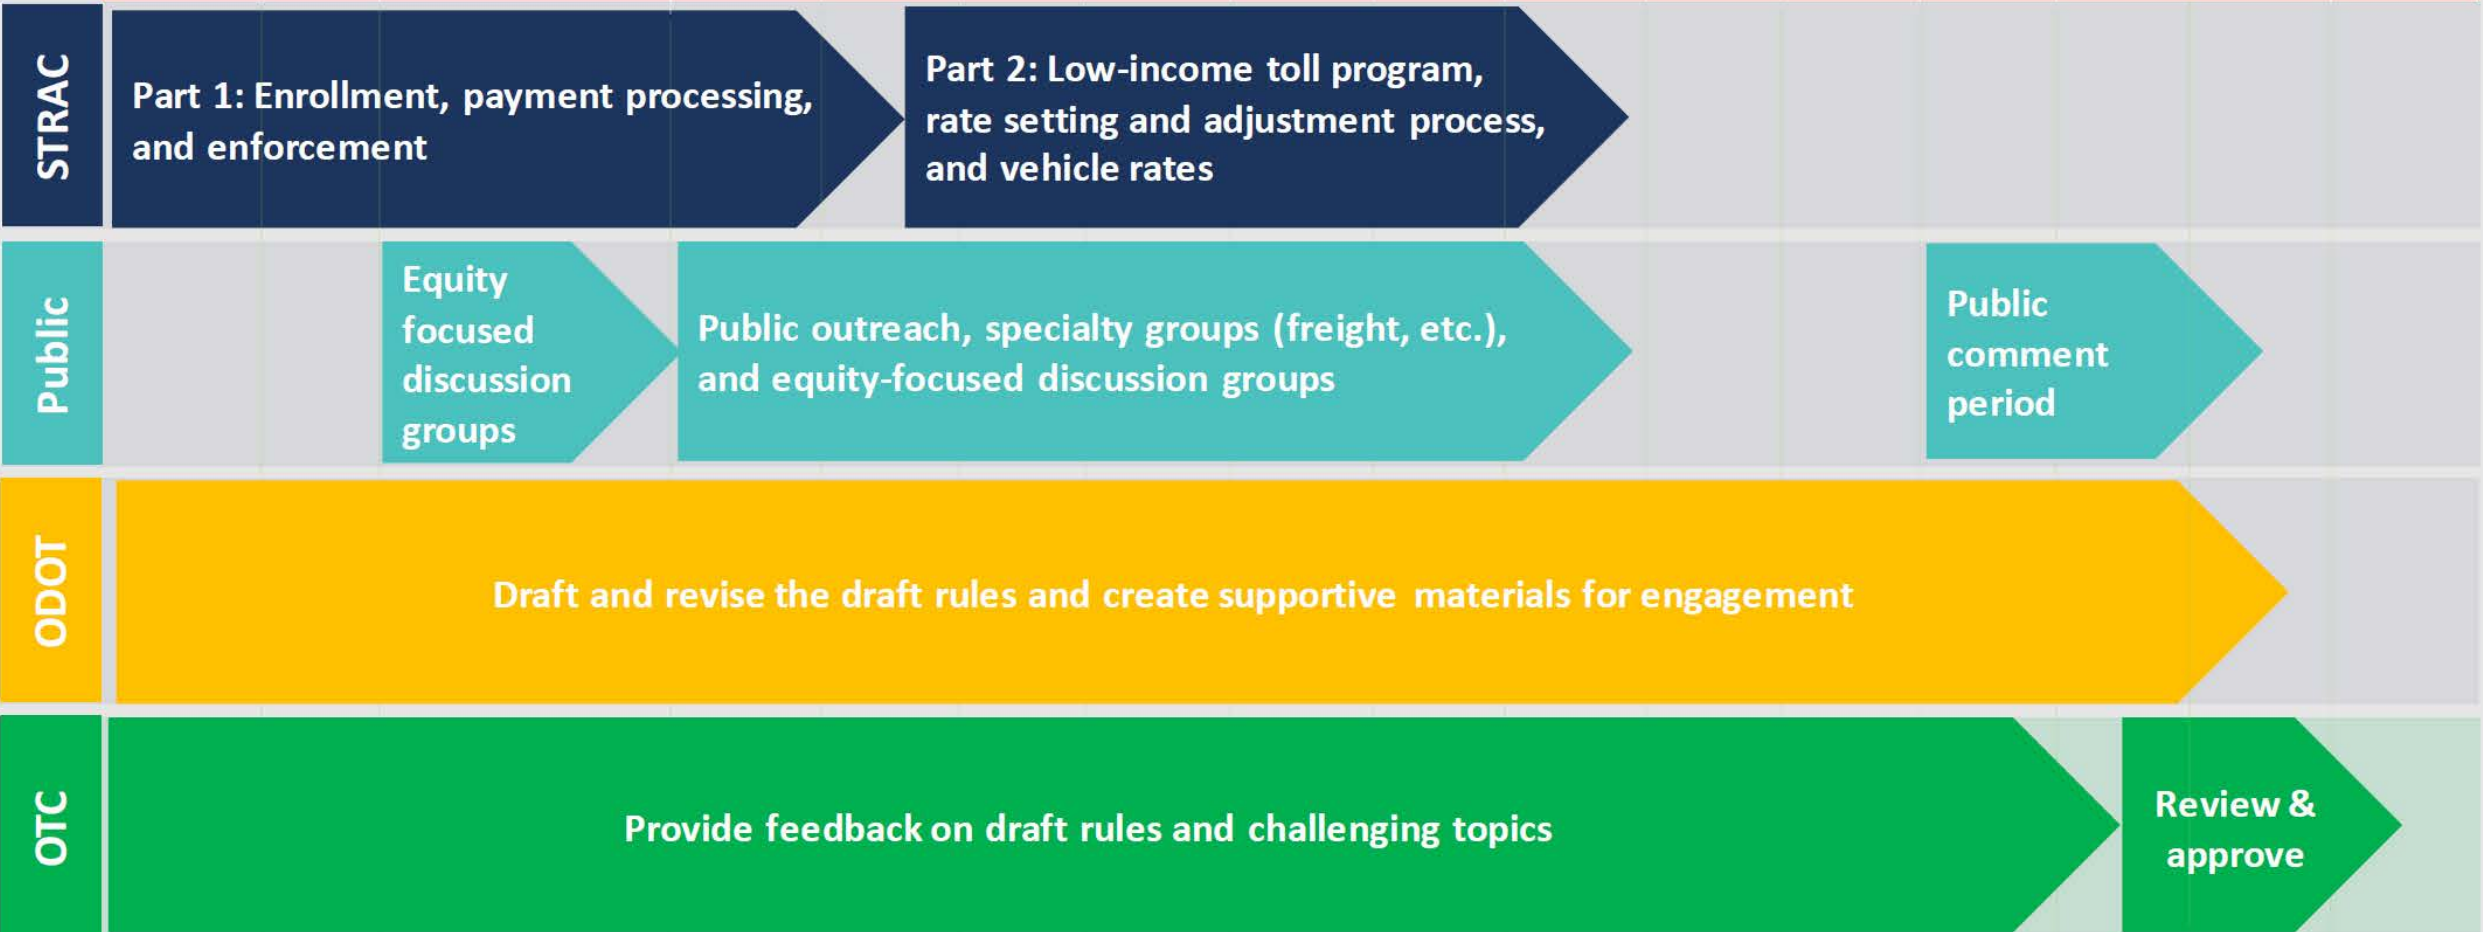 STRAC
Part 1: Enrollment, payment processing,
and enforcement
Part 2: Low-income toll program,
rate setting and adjustment process,
and vehicle rates
Public
Equity
focused
discussion
groups
Public outreach, specialty groups (freight, etc.),
and equity-focused discussion groups
Public
comment
period
ODOT
Draft and revise the draft rules and create supportive materials for engagement
OTC
Provide feedback on draft rules and challenging topics
Review &
approve